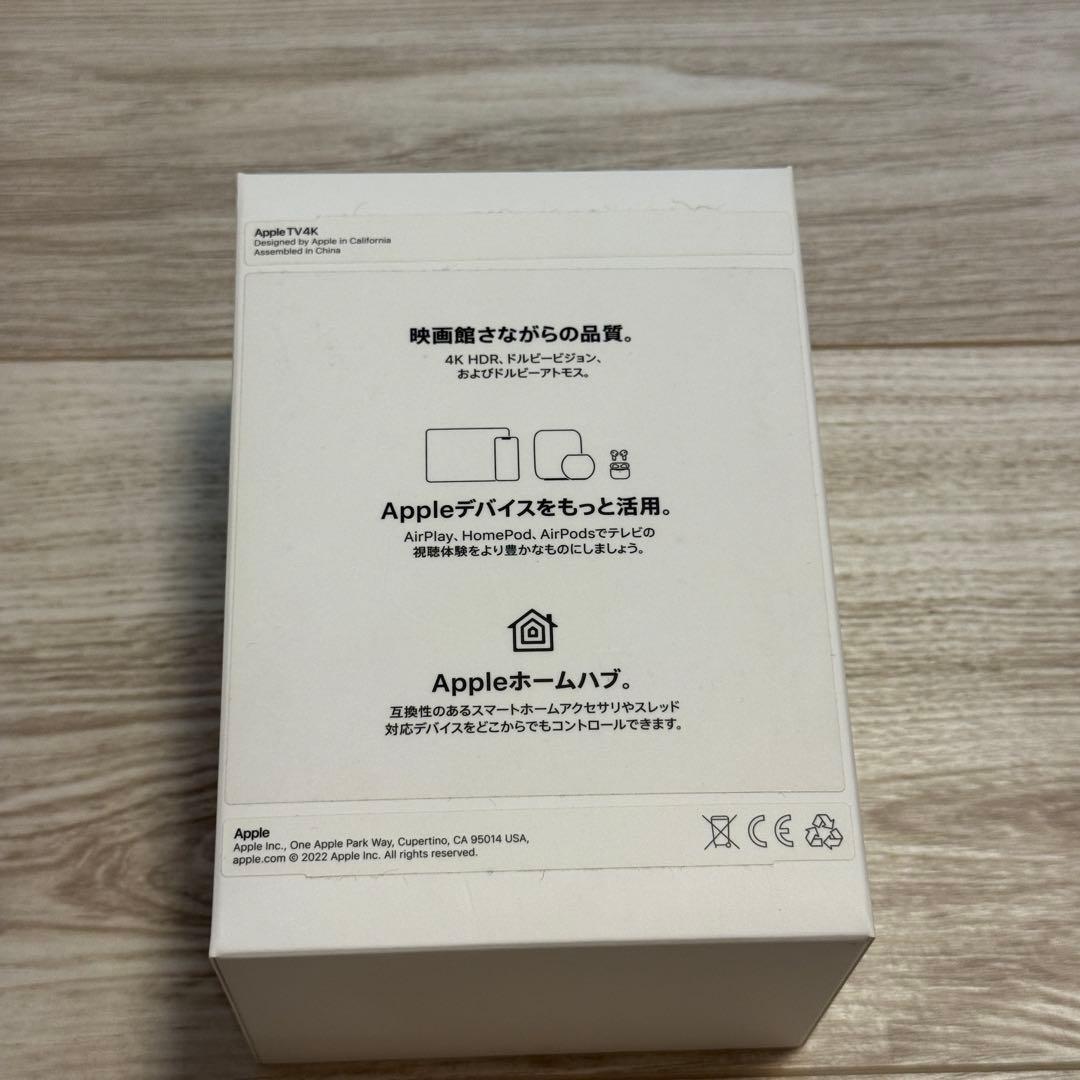 Apple TV 4K
Designed by Apple in California
Assembled in China
映画館さながらの品質。
4K HDR、ドルビービジョン、
およびドルビーアトモス。
Appleデバイスをもっと活用。
AirPlay、HomePod、AirPodsでテレビの
視聴体験をより豊かなものにしましょう。
Appleホームハブ。
互換性のあるスマートホームアクセサリやスレッド
対応デバイスをどこからでもコントロールできます。
Apple
Apple Inc., One Apple Park Way, Cupertino, CA 95014 USA,
apple.com © 2022 Apple Inc. All rights reserved.
CE